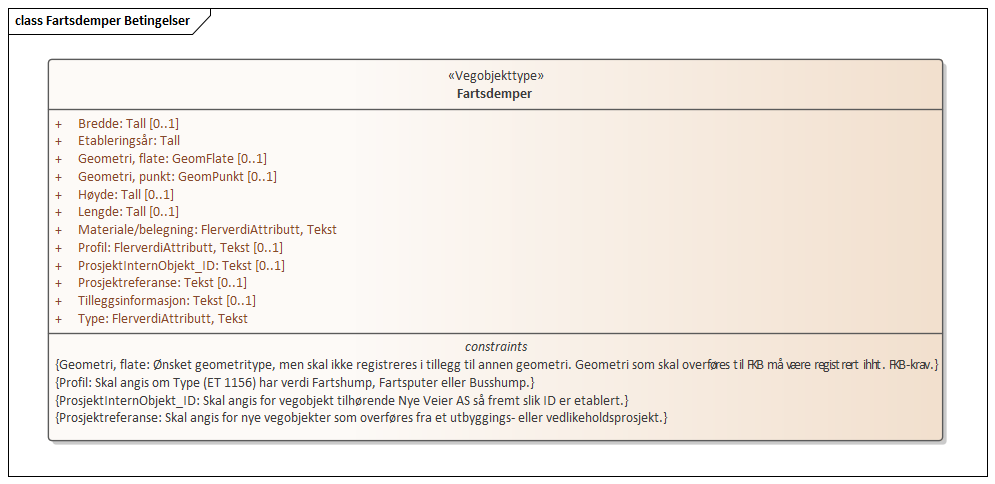 class Fartsdemper Betingelser
«Vegobjekttype»
Fartsdemper
+ Bredde: Tall [0..1]
+ Etableringsår: Tall
+ Geometri, flate: GeomFlate [0..1]
+ Geometri, punkt: GeomPunkt [0..1]
+ Høyde: Tall [0..1]
+ Lengde: Tall [0..1]
+ Materiale/belegning: FlerverdiAttributt, Tekst
+ Profil: FlerverdiAttributt, Tekst [0..1]
+ ProsjektInternObjekt_ID: Tekst [0..1]
+ Prosjektreferanse: Tekst [0..1]
+ Tilleggsinformasjon: Tekst [0..1]
+ Type: FlerverdiAttributt, Tekst
constraints
{Geometri, flate: Ønsket geometritype, men skal ikke registreres i tillegg til annen geometri. Geometri som skal overføres til FKB må være registrert ihht. FKB-krav.}
{Profil: Skal angis om Type (ET 1156) har verdi Fartshump, Fartsputer eller Busshump.}
{ProsjektInternObjekt_ID: Skal angis for vegobjekt tilhørende Nye Veier AS så fremt slik ID er etablert.}
{Prosjektreferanse: Skal angis for nye vegobjekter som overføres fra et utbyggings- eller vedlikeholdsprosjekt.}